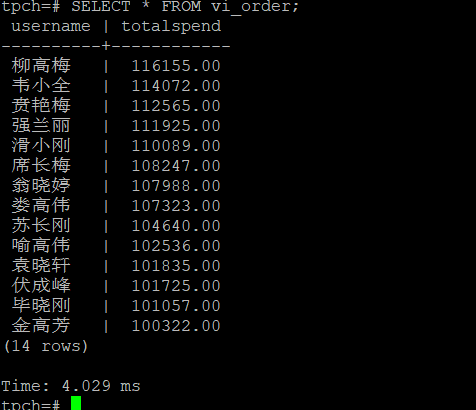 tpch=# SELECT * FROM vi_order;
 username | totalspend
----------+------------
 柳高梅   |  116155.00
 韦小全   |  114072.00
 贲艳梅   |  112565.00
 强兰丽   |  111925.00
 滑小刚   |  110089.00
 席长梅   |  108247.00
 翁晓婷   |  107988.00
 娄高伟   |  107323.00
 苏长刚   |  104640.00
 喻高伟   |  102536.00
 袁晓轩   |  101835.00
 伏成峰   |  101725.00
 毕晓刚   |  101057.00
 金高芳   |  100322.00
(14 rows)

Time: 4.029 ms
tpch=#